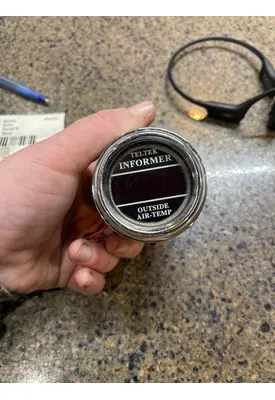 TELTEK
INFORMER
OUTSIDE
AIR-TEMP